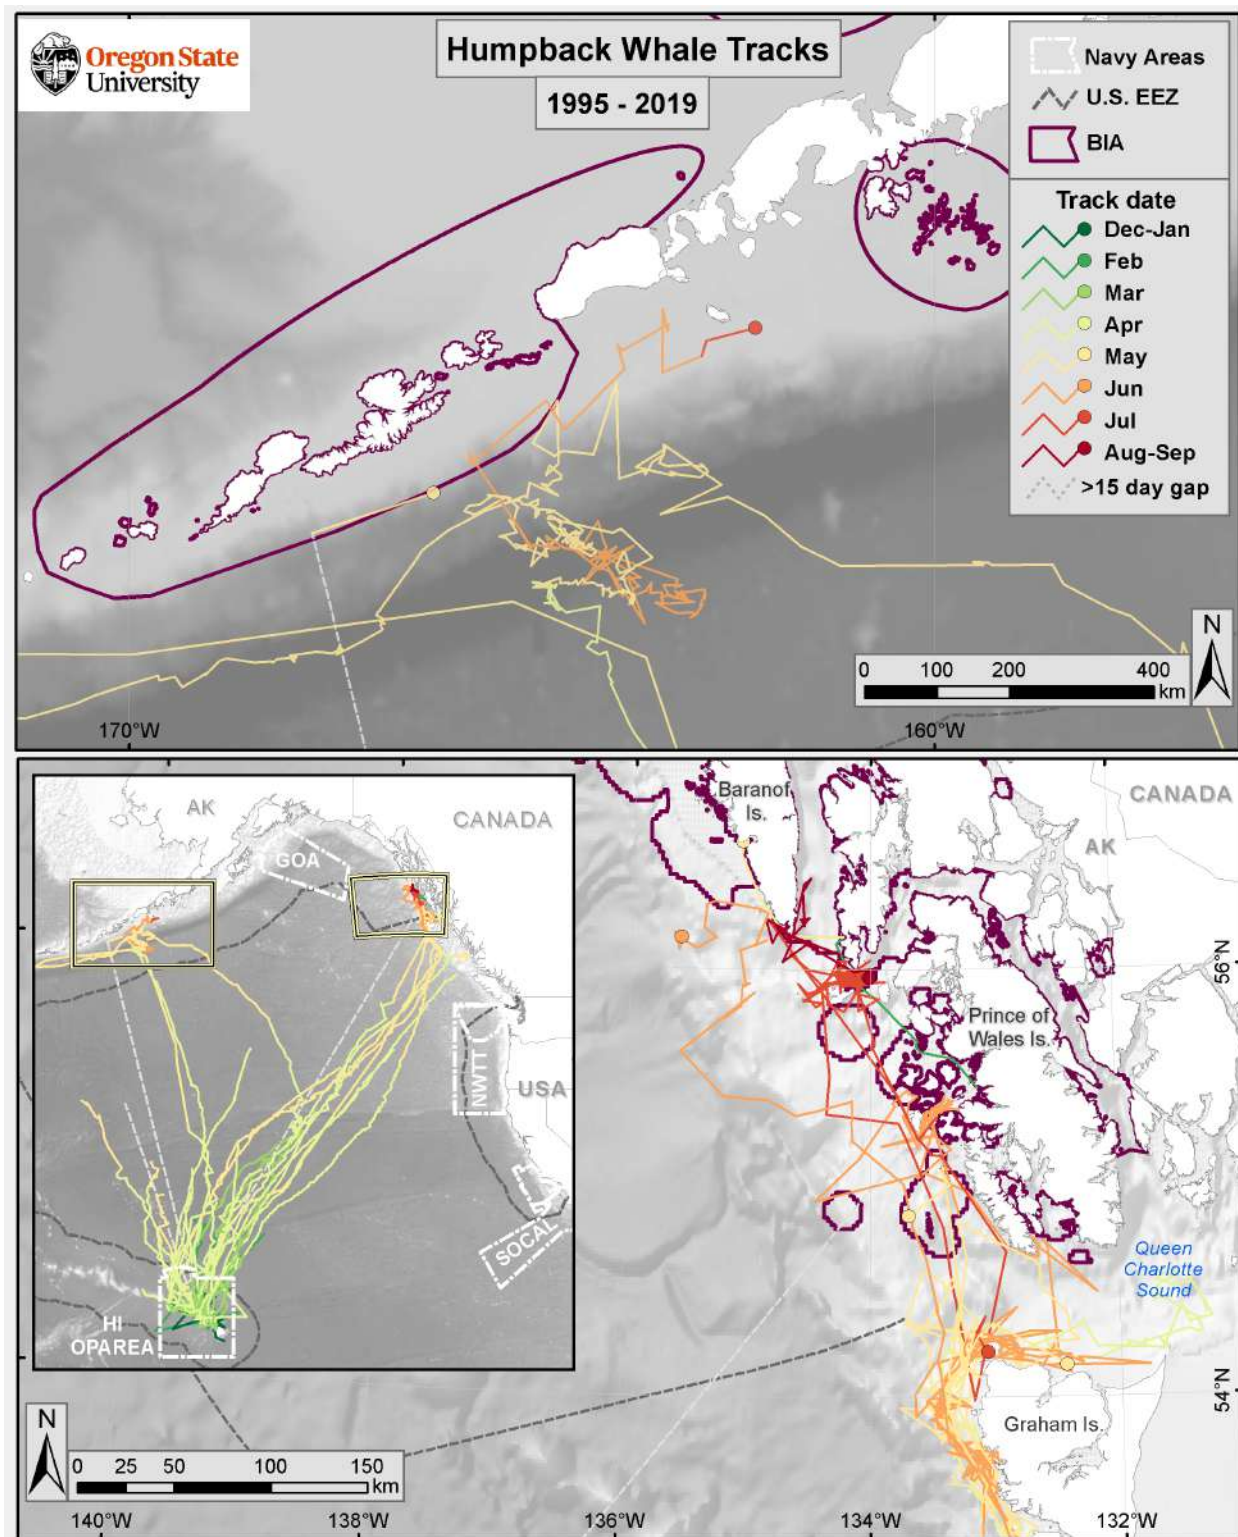 Oregon State
University
Humpback Whale Tracks
1995 - 2019
Navy Areas
U.S. EEZ
BIA
Track date
Dec-Jan
Feb
Mar
Apr
May
Jun
Jul
Aug-Sep
>15 day gap
N
0 100 200 400
km
170°W
160°W
AK
CANADA
GOA
NWTT
USA
SOCAL
HI
OPAREA
Baranof
Is.
CANADA
AK
56°N
Prince of
Wales Is.
Queen
Charlotte
Sound
54°N
Graham Is.
N
0 25 50 100 150
km
140°W
138°W
136°W
134°W
132°W